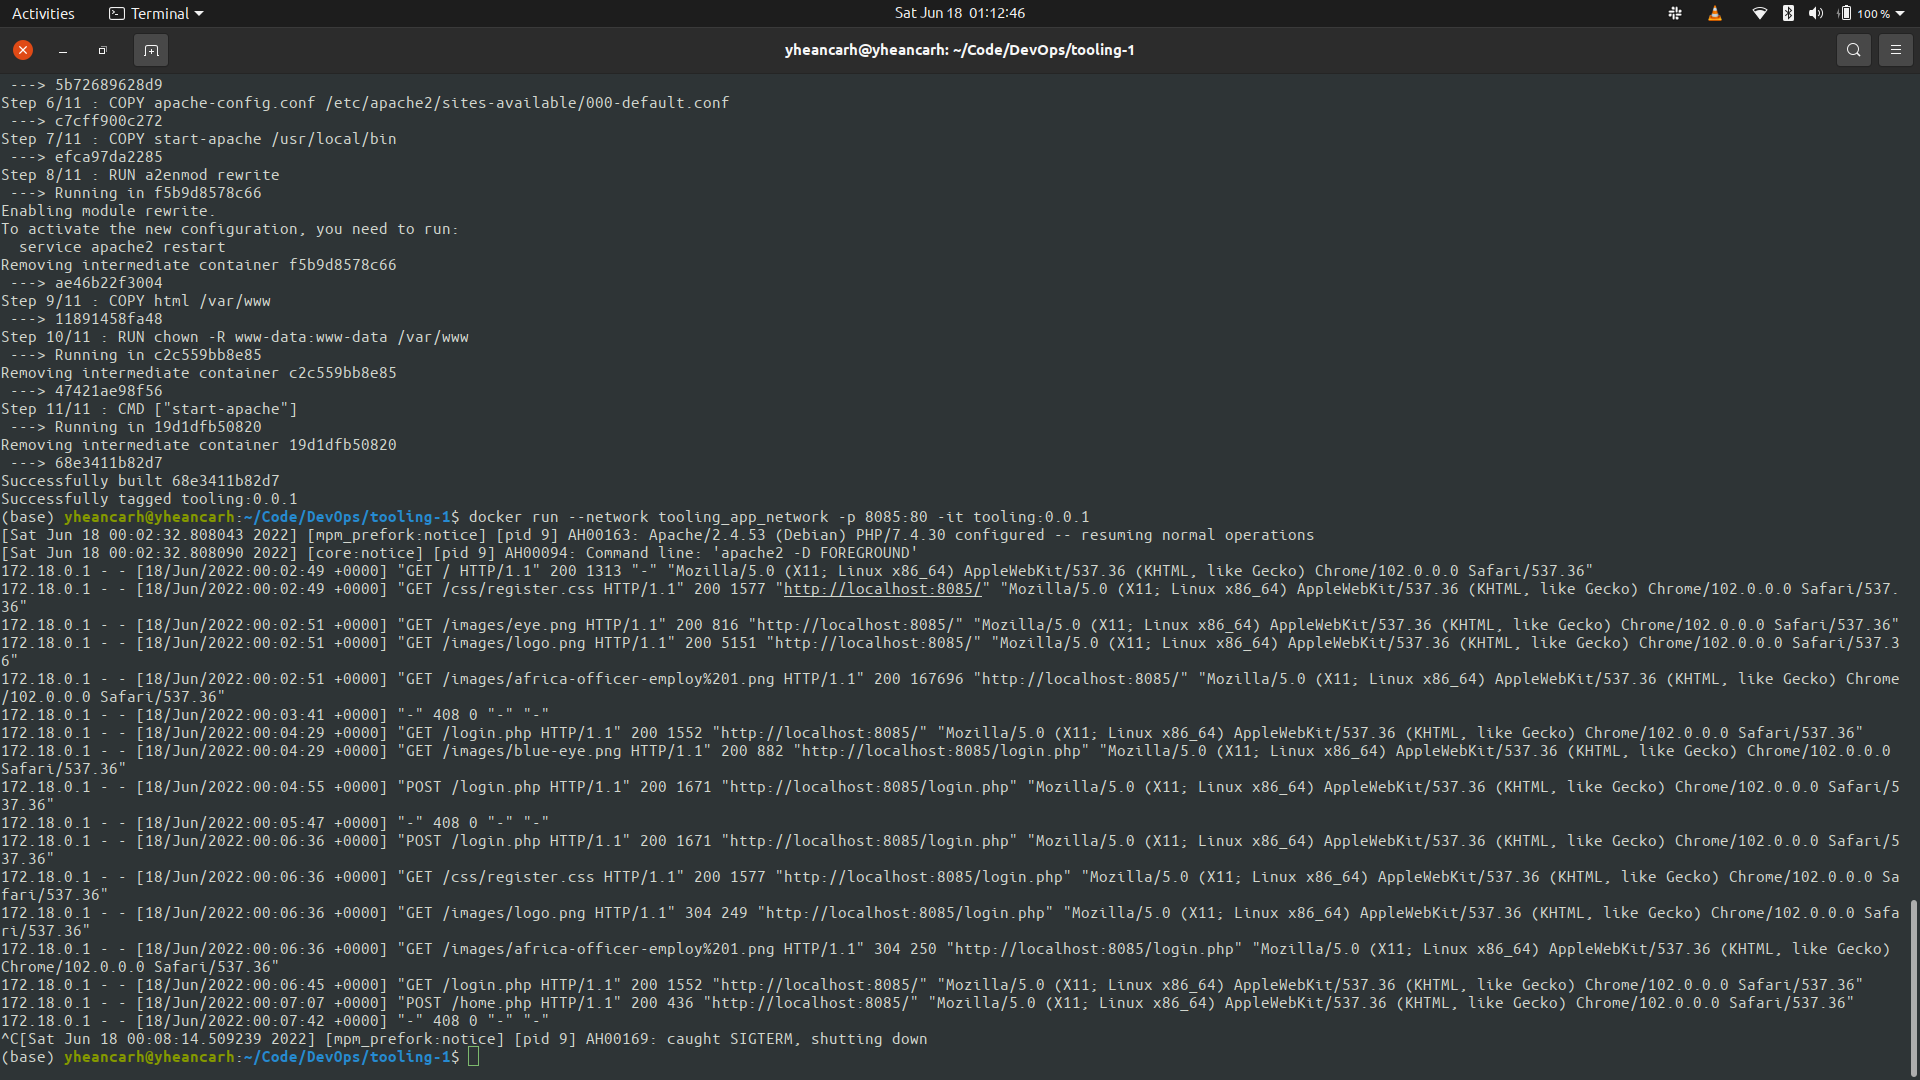 Activities Terminal Sat Jun 18 01:12:46 100 %
yheancarh@yheancarh: ~/Code/DevOps/tooling-1
 ---> 5b72689628d9
Step 6/11 : COPY apache-config.conf /etc/apache2/sites-available/000-default.conf
 ---> c7cff900c272
Step 7/11 : COPY start-apache /usr/local/bin
 ---> efca97da2285
Step 8/11 : RUN a2enmod rewrite
 ---> Running in f5b9d8578c66
Enabling module rewrite.
To activate the new configuration, you need to run:
  service apache2 restart
Removing intermediate container f5b9d8578c66
 ---> ae46b22f3004
Step 9/11 : COPY html /var/www
 ---> 11891458fa48
Step 10/11 : RUN chown -R www-data:www-data /var/www
 ---> Running in c2c559bb8e85
Removing intermediate container c2c559bb8e85
 ---> 47421ae98f56
Step 11/11 : CMD ["start-apache"]
 ---> Running in 19d1dfb50820
Removing intermediate container 19d1dfb50820
 ---> 68e3411b82d7
Successfully built 68e3411b82d7
Successfully tagged tooling:0.0.1
(base) yheancarh@yheancarh:~/Code/DevOps/tooling-1$ docker run --network tooling_app_network -p 8085:80 -it tooling:0.0.1
[Sat Jun 18 00:02:32.808043 2022] [mpm_prefork:notice] [pid 9] AH00163: Apache/2.4.53 (Debian) PHP/7.4.30 configured -- resuming normal operations
[Sat Jun 18 00:02:32.808090 2022] [core:notice] [pid 9] AH00094: Command line: 'apache2 -D FOREGROUND'
172.18.0.1 - - [18/Jun/2022:00:02:49 +0000] "GET / HTTP/1.1" 200 1313 "-" "Mozilla/5.0 (X11; Linux x86_64) AppleWebKit/537.36 (KHTML, like Gecko) Chrome/102.0.0.0 Safari/537.36"
172.18.0.1 - - [18/Jun/2022:00:02:49 +0000] "GET /css/register.css HTTP/1.1" 200 1577 "http://localhost:8085/" "Mozilla/5.0 (X11; Linux x86_64) AppleWebKit/537.36 (KHTML, like Gecko) Chrome/102.0.0.0 Safari/537.
36"
172.18.0.1 - - [18/Jun/2022:00:02:51 +0000] "GET /images/eye.png HTTP/1.1" 200 816 "http://localhost:8085/" "Mozilla/5.0 (X11; Linux x86_64) AppleWebKit/537.36 (KHTML, like Gecko) Chrome/102.0.0.0 Safari/537.36"
172.18.0.1 - - [18/Jun/2022:00:02:51 +0000] "GET /images/logo.png HTTP/1.1" 200 5151 "http://localhost:8085/" "Mozilla/5.0 (X11; Linux x86_64) AppleWebKit/537.36 (KHTML, like Gecko) Chrome/102.0.0.0 Safari/537.3
6"
172.18.0.1 - - [18/Jun/2022:00:02:51 +0000] "GET /images/africa-officer-employ%201.png HTTP/1.1" 200 167696 "http://localhost:8085/" "Mozilla/5.0 (X11; Linux x86_64) AppleWebKit/537.36 (KHTML, like Gecko) Chrome
/102.0.0.0 Safari/537.36"
172.18.0.1 - - [18/Jun/2022:00:03:41 +0000] "-" 408 0 "-" "-"
172.18.0.1 - - [18/Jun/2022:00:04:29 +0000] "GET /login.php HTTP/1.1" 200 1552 "http://localhost:8085/" "Mozilla/5.0 (X11; Linux x86_64) AppleWebKit/537.36 (KHTML, like Gecko) Chrome/102.0.0.0 Safari/537.36"
172.18.0.1 - - [18/Jun/2022:00:04:29 +0000] "GET /images/blue-eye.png HTTP/1.1" 200 882 "http://localhost:8085/login.php" "Mozilla/5.0 (X11; Linux x86_64) AppleWebKit/537.36 (KHTML, like Gecko) Chrome/102.0.0.0
Safari/537.36"
172.18.0.1 - - [18/Jun/2022:00:04:55 +0000] "POST /login.php HTTP/1.1" 200 1671 "http://localhost:8085/login.php" "Mozilla/5.0 (X11; Linux x86_64) AppleWebKit/537.36 (KHTML, like Gecko) Chrome/102.0.0.0 Safari/5
37.36"
172.18.0.1 - - [18/Jun/2022:00:05:47 +0000] "-" 408 0 "-" "-"
172.18.0.1 - - [18/Jun/2022:00:06:36 +0000] "POST /login.php HTTP/1.1" 200 1671 "http://localhost:8085/login.php" "Mozilla/5.0 (X11; Linux x86_64) AppleWebKit/537.36 (KHTML, like Gecko) Chrome/102.0.0.0 Safari/5
37.36"
172.18.0.1 - - [18/Jun/2022:00:06:36 +0000] "GET /css/register.css HTTP/1.1" 200 1577 "http://localhost:8085/login.php" "Mozilla/5.0 (X11; Linux x86_64) AppleWebKit/537.36 (KHTML, like Gecko) Chrome/102.0.0.0 Sa
fari/537.36"
172.18.0.1 - - [18/Jun/2022:00:06:36 +0000] "GET /images/logo.png HTTP/1.1" 304 249 "http://localhost:8085/login.php" "Mozilla/5.0 (X11; Linux x86_64) AppleWebKit/537.36 (KHTML, like Gecko) Chrome/102.0.0.0 Safa
ri/537.36"
172.18.0.1 - - [18/Jun/2022:00:06:36 +0000] "GET /images/africa-officer-employ%201.png HTTP/1.1" 304 250 "http://localhost:8085/login.php" "Mozilla/5.0 (X11; Linux x86_64) AppleWebKit/537.36 (KHTML, like Gecko)
Chrome/102.0.0.0 Safari/537.36"
172.18.0.1 - - [18/Jun/2022:00:06:45 +0000] "GET /login.php HTTP/1.1" 200 1552 "http://localhost:8085/" "Mozilla/5.0 (X11; Linux x86_64) AppleWebKit/537.36 (KHTML, like Gecko) Chrome/102.0.0.0 Safari/537.36"
172.18.0.1 - - [18/Jun/2022:00:07:07 +0000] "POST /home.php HTTP/1.1" 200 436 "http://localhost:8085/" "Mozilla/5.0 (X11; Linux x86_64) AppleWebKit/537.36 (KHTML, like Gecko) Chrome/102.0.0.0 Safari/537.36"
172.18.0.1 - - [18/Jun/2022:00:07:42 +0000] "-" 408 0 "-" "-"
^C[Sat Jun 18 00:08:14.509239 2022] [mpm_prefork:notice] [pid 9] AH00169: caught SIGTERM, shutting down
(base) yheancarh@yheancarh:~/Code/DevOps/tooling-1$